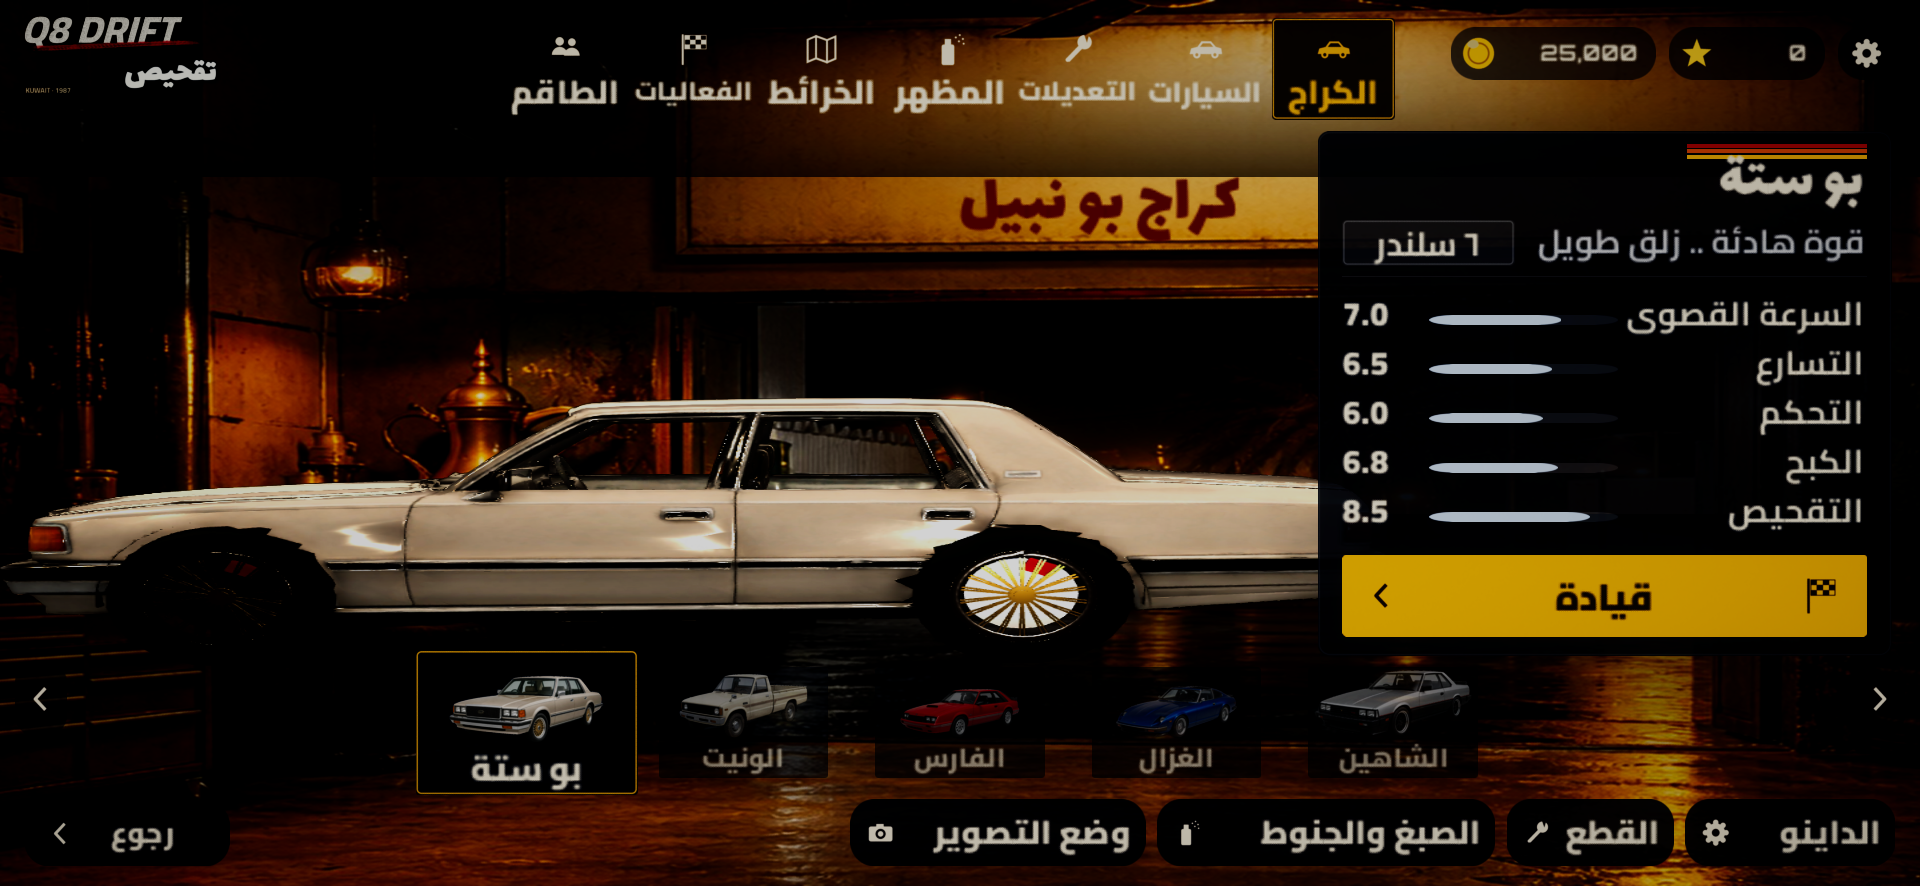 Q8 DRIFT
تقحيص
KUWAIT · 1987
الكراج
السيارات
التعديلات
المظهر
الخرائط
الفعاليات
الطاقم
25,000
0
كراج بو نبيل
بو ستة
قوة هادئة .. زلق طويل
٦ سلندر
السرعة القصوى 7.0
التسارع 6.5
التحكم 6.0
الكبح 6.8
التقحيص 8.5
قيادة
بو ستة
الونيت
الفارس
الغزال
الشاهين
الداينو
القطع
الصبغ والجنوط
وضع التصوير
رجوع